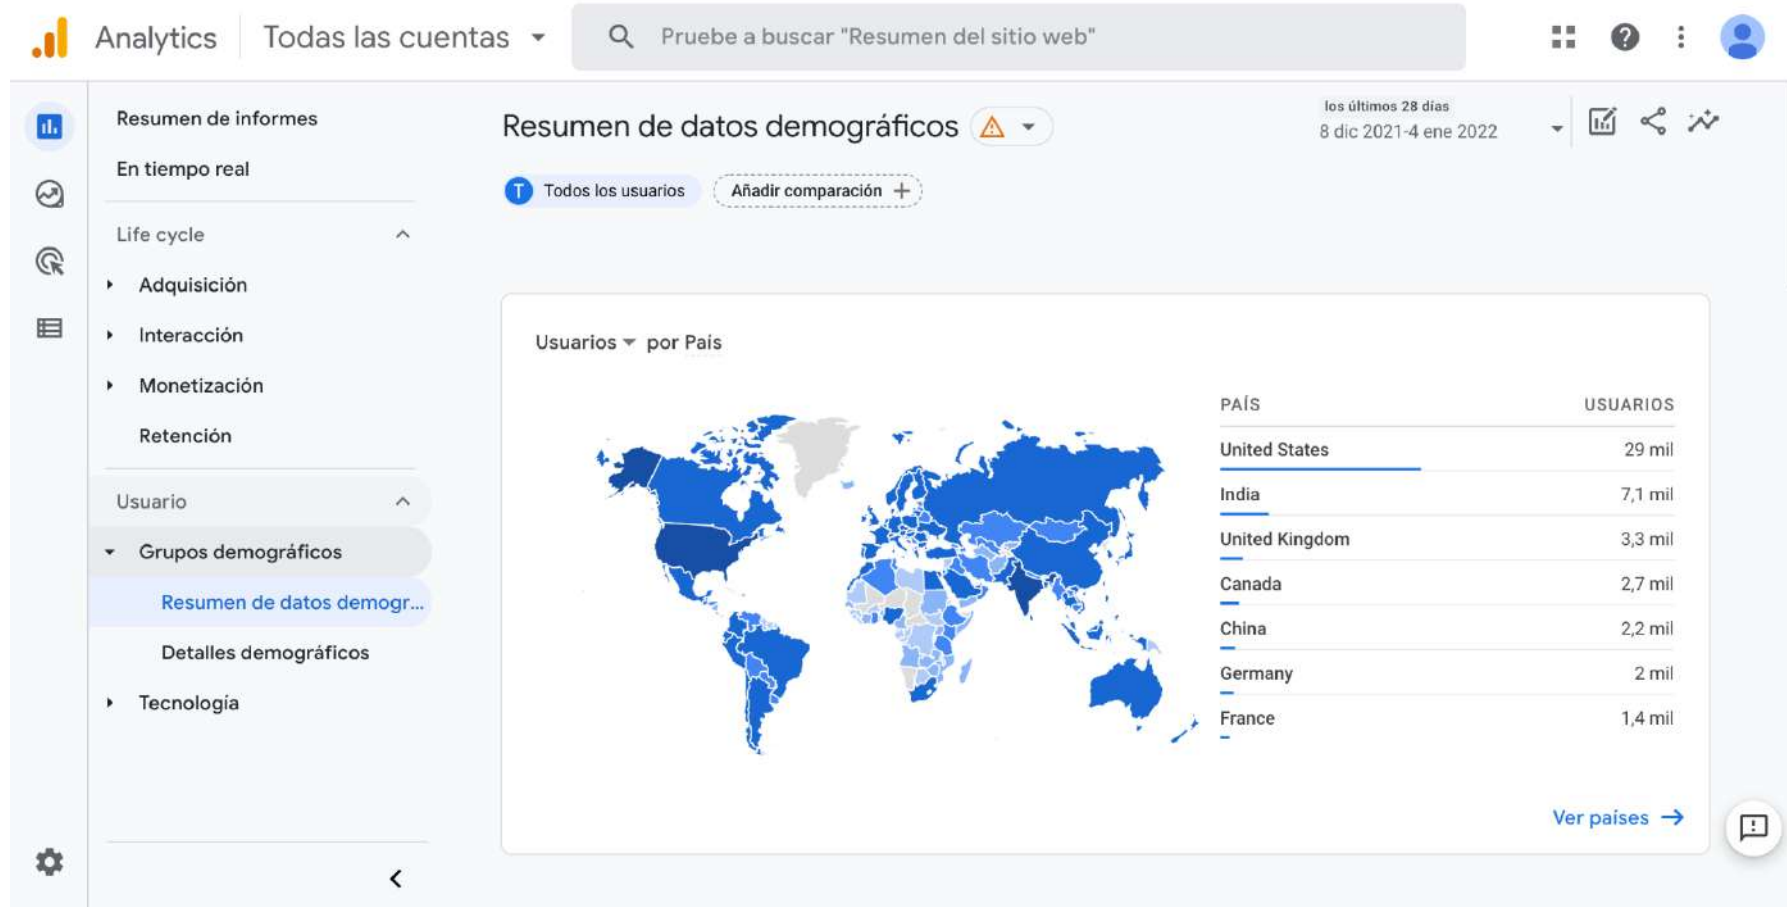 Analytics
Todas las cuentas
Pruebe a buscar "Resumen del sitio web"
Resumen de informes
En tiempo real
Life cycle
Adquisición
Interacción
Monetización
Retención
Usuario
Grupos demográficos
Resumen de datos demogr...
Detalles demográficos
Tecnología
Resumen de datos demográficos
los últimos 28 días
8 dic 2021-4 ene 2022
T Todos los usuarios
Añadir comparación +
Usuarios por País
PAÍS USUARIOS
United States 29 mil
India 7,1 mil
United Kingdom 3,3 mil
Canada 2,7 mil
China 2,2 mil
Germany 2 mil
France 1,4 mil
Ver países →